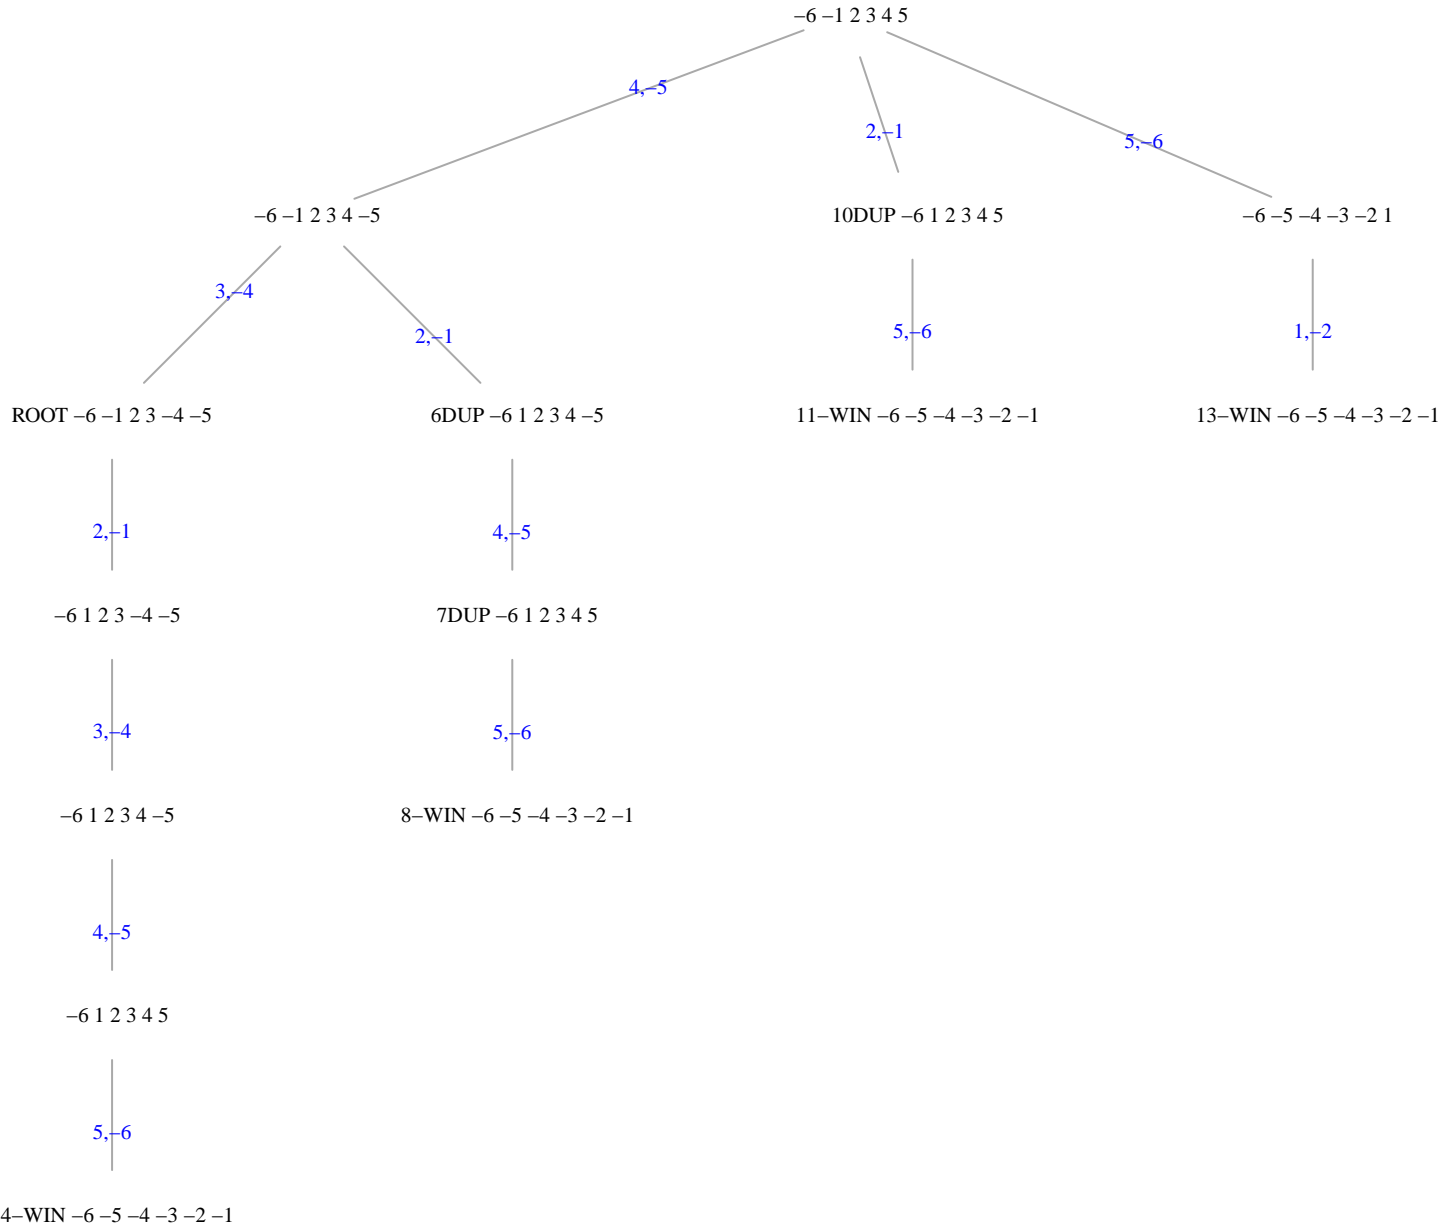 –6 –1 2 3 4 5
4,–5
2,–1
5,–6
–6 –1 2 3 4 –5
10DUP –6 1 2 3 4 5
–6 –5 –4 –3 –2 1
3,–4
2,–1
5,–6
1,–2
ROOT –6 –1 2 3 –4 –5
6DUP –6 1 2 3 4 –5
11–WIN –6 –5 –4 –3 –2 –1
13–WIN –6 –5 –4 –3 –2 –1
2,–1
4,–5
–6 1 2 3 –4 –5
7DUP –6 1 2 3 4 5
3,–4
5,–6
–6 1 2 3 4 –5
8–WIN –6 –5 –4 –3 –2 –1
4,–5
–6 1 2 3 4 5
5,–6
4–WIN –6 –5 –4 –3 –2 –1